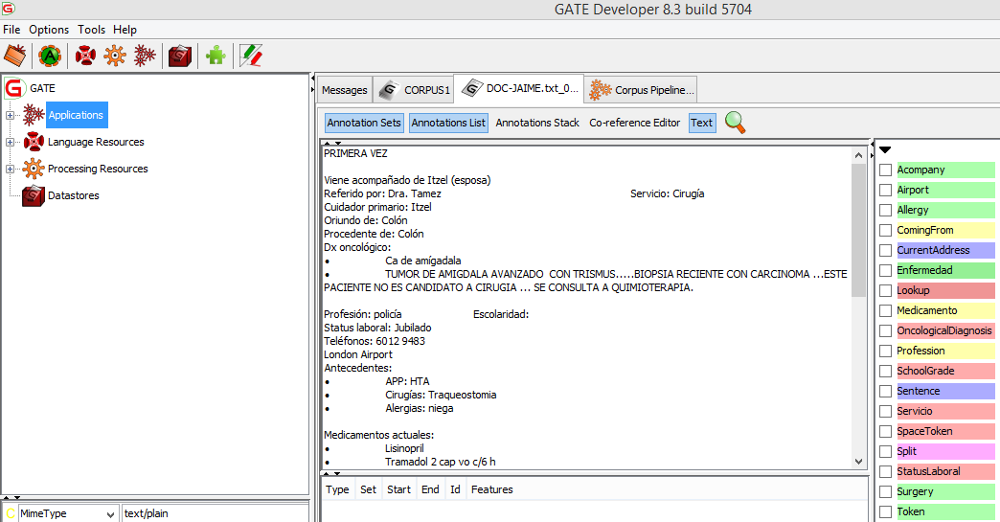 GATE Developer 8.3 build 5704
File Options Tools Help
GATE
Applications
Language Resources
Processing Resources
Datastores
MimeType text/plain
Messages CORPUS1 DOC-JAIME.txt_0... Corpus Pipeline...
Annotation Sets Annotations List Annotations Stack Co-reference Editor Text
PRIMERA VEZ
Viene acompañado de Itzel (esposa)
Referido por: Dra. Tamez Servicio: Cirugía
Cuidador primario: Itzel
Oriundo de: Colón
Procedente de: Colón
Dx oncológico:
• Ca de amígadala
• TUMOR DE AMIGDALA AVANZADO CON TRISMUS.....BIOPSIA RECIENTE CON CARCINOMA ...ESTE
PACIENTE NO ES CANDIDATO A CIRUGIA ... SE CONSULTA A QUIMIOTERAPIA.
Profesión: policía Escolaridad:
Status laboral: Jubilado
Teléfonos: 6012 9483
London Airport
Antecedentes:
• APP: HTA
• Cirugías: Traqueostomia
• Alergias: niega
Medicamentos actuales:
• Lisinopril
• Tramadol 2 cap vo c/6 h
Type Set Start End Id Features
Acompany
Airport
Allergy
ComingFrom
CurrentAddress
Enfermedad
Lookup
Medicamento
OncologicalDiagnosis
Profession
SchoolGrade
Sentence
Servicio
SpaceToken
Split
StatusLaboral
Surgery
Token